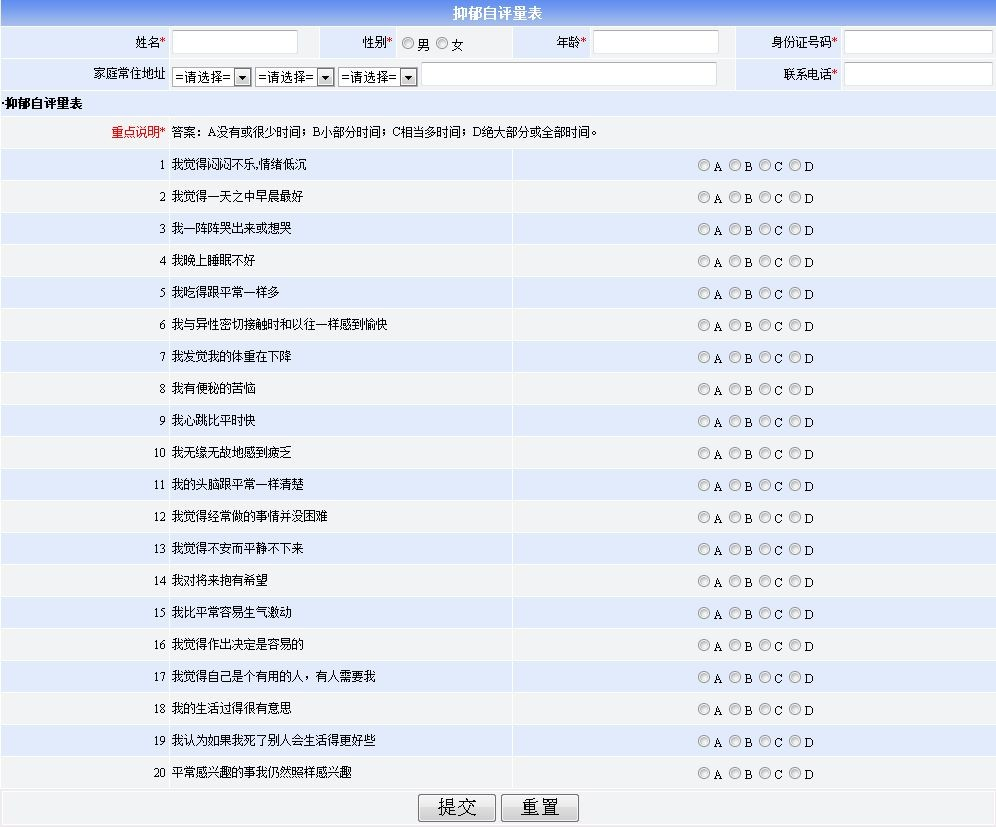 抑郁自评量表
姓名* 性别* 男 女 年龄* 身份证号码*
家庭常住地址 =请选择= =请选择= =请选择= 联系电话*
·抑郁自评量表
重点说明* 答案：A没有或很少时间；B小部分时间；C相当多时间；D绝大部分或全部时间。
1 我觉得闷闷不乐,情绪低沉 A B C D
2 我觉得一天之中早晨最好 A B C D
3 我一阵阵哭出来或想哭 A B C D
4 我晚上睡眠不好 A B C D
5 我吃得跟平常一样多 A B C D
6 我与异性密切接触时和以往一样感到愉快 A B C D
7 我发觉我的体重在下降 A B C D
8 我有便秘的苦恼 A B C D
9 我心跳比平时快 A B C D
10 我无缘无故地感到疲乏 A B C D
11 我的头脑跟平常一样清楚 A B C D
12 我觉得经常做的事情并没困难 A B C D
13 我觉得不安而平静不下来 A B C D
14 我对将来抱有希望 A B C D
15 我比平常容易生气激动 A B C D
16 我觉得作出决定是容易的 A B C D
17 我觉得自己是个有用的人，有人需要我 A B C D
18 我的生活过得很有意思 A B C D
19 我认为如果我死了别人会生活得更好些 A B C D
20 平常感兴趣的事我仍然照样感兴趣 A B C D
提交 重置